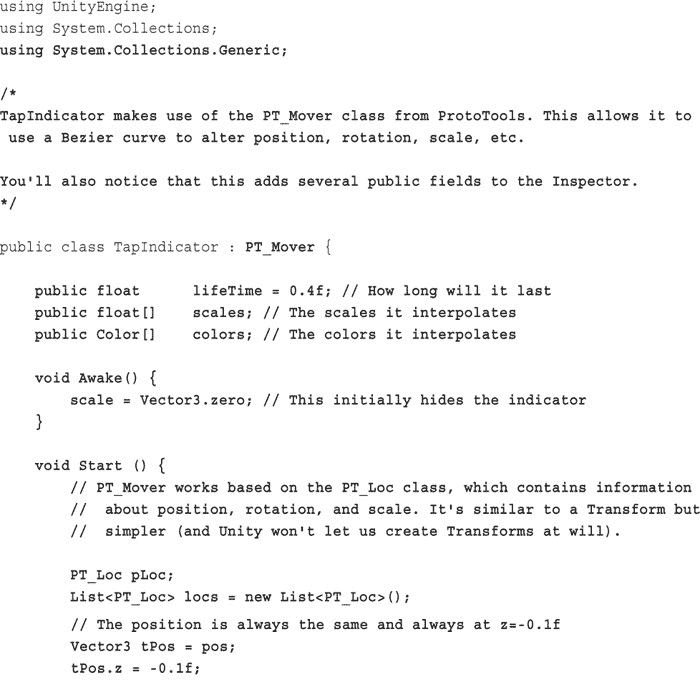 using UnityEngine;
using System.Collections;
using System.Collections.Generic;
/*
TapIndicator makes use of the PT_Mover class from ProtoTools. This allows it to
use a Bezier curve to alter position, rotation, scale, etc.
You'll also notice that this adds several public fields to the Inspector.
*/
public class TapIndicator : PT_Mover {
public float      lifeTime = 0.4f; // How long will it last
public float[]    scales; // The scales it interpolates
public Color[]    colors; // The colors it interpolates
void Awake() {
scale = Vector3.zero; // This initially hides the indicator
}
void Start () {
// PT_Mover works based on the PT_Loc class, which contains information
//  about position, rotation, and scale. It's similar to a Transform but
//  simpler (and Unity won't let us create Transforms at will).
PT_Loc pLoc;
List<PT_Loc> locs = new List<PT_Loc>();
// The position is always the same and always at z=-0.1f
Vector3 tPos = pos;
tPos.z = -0.1f;